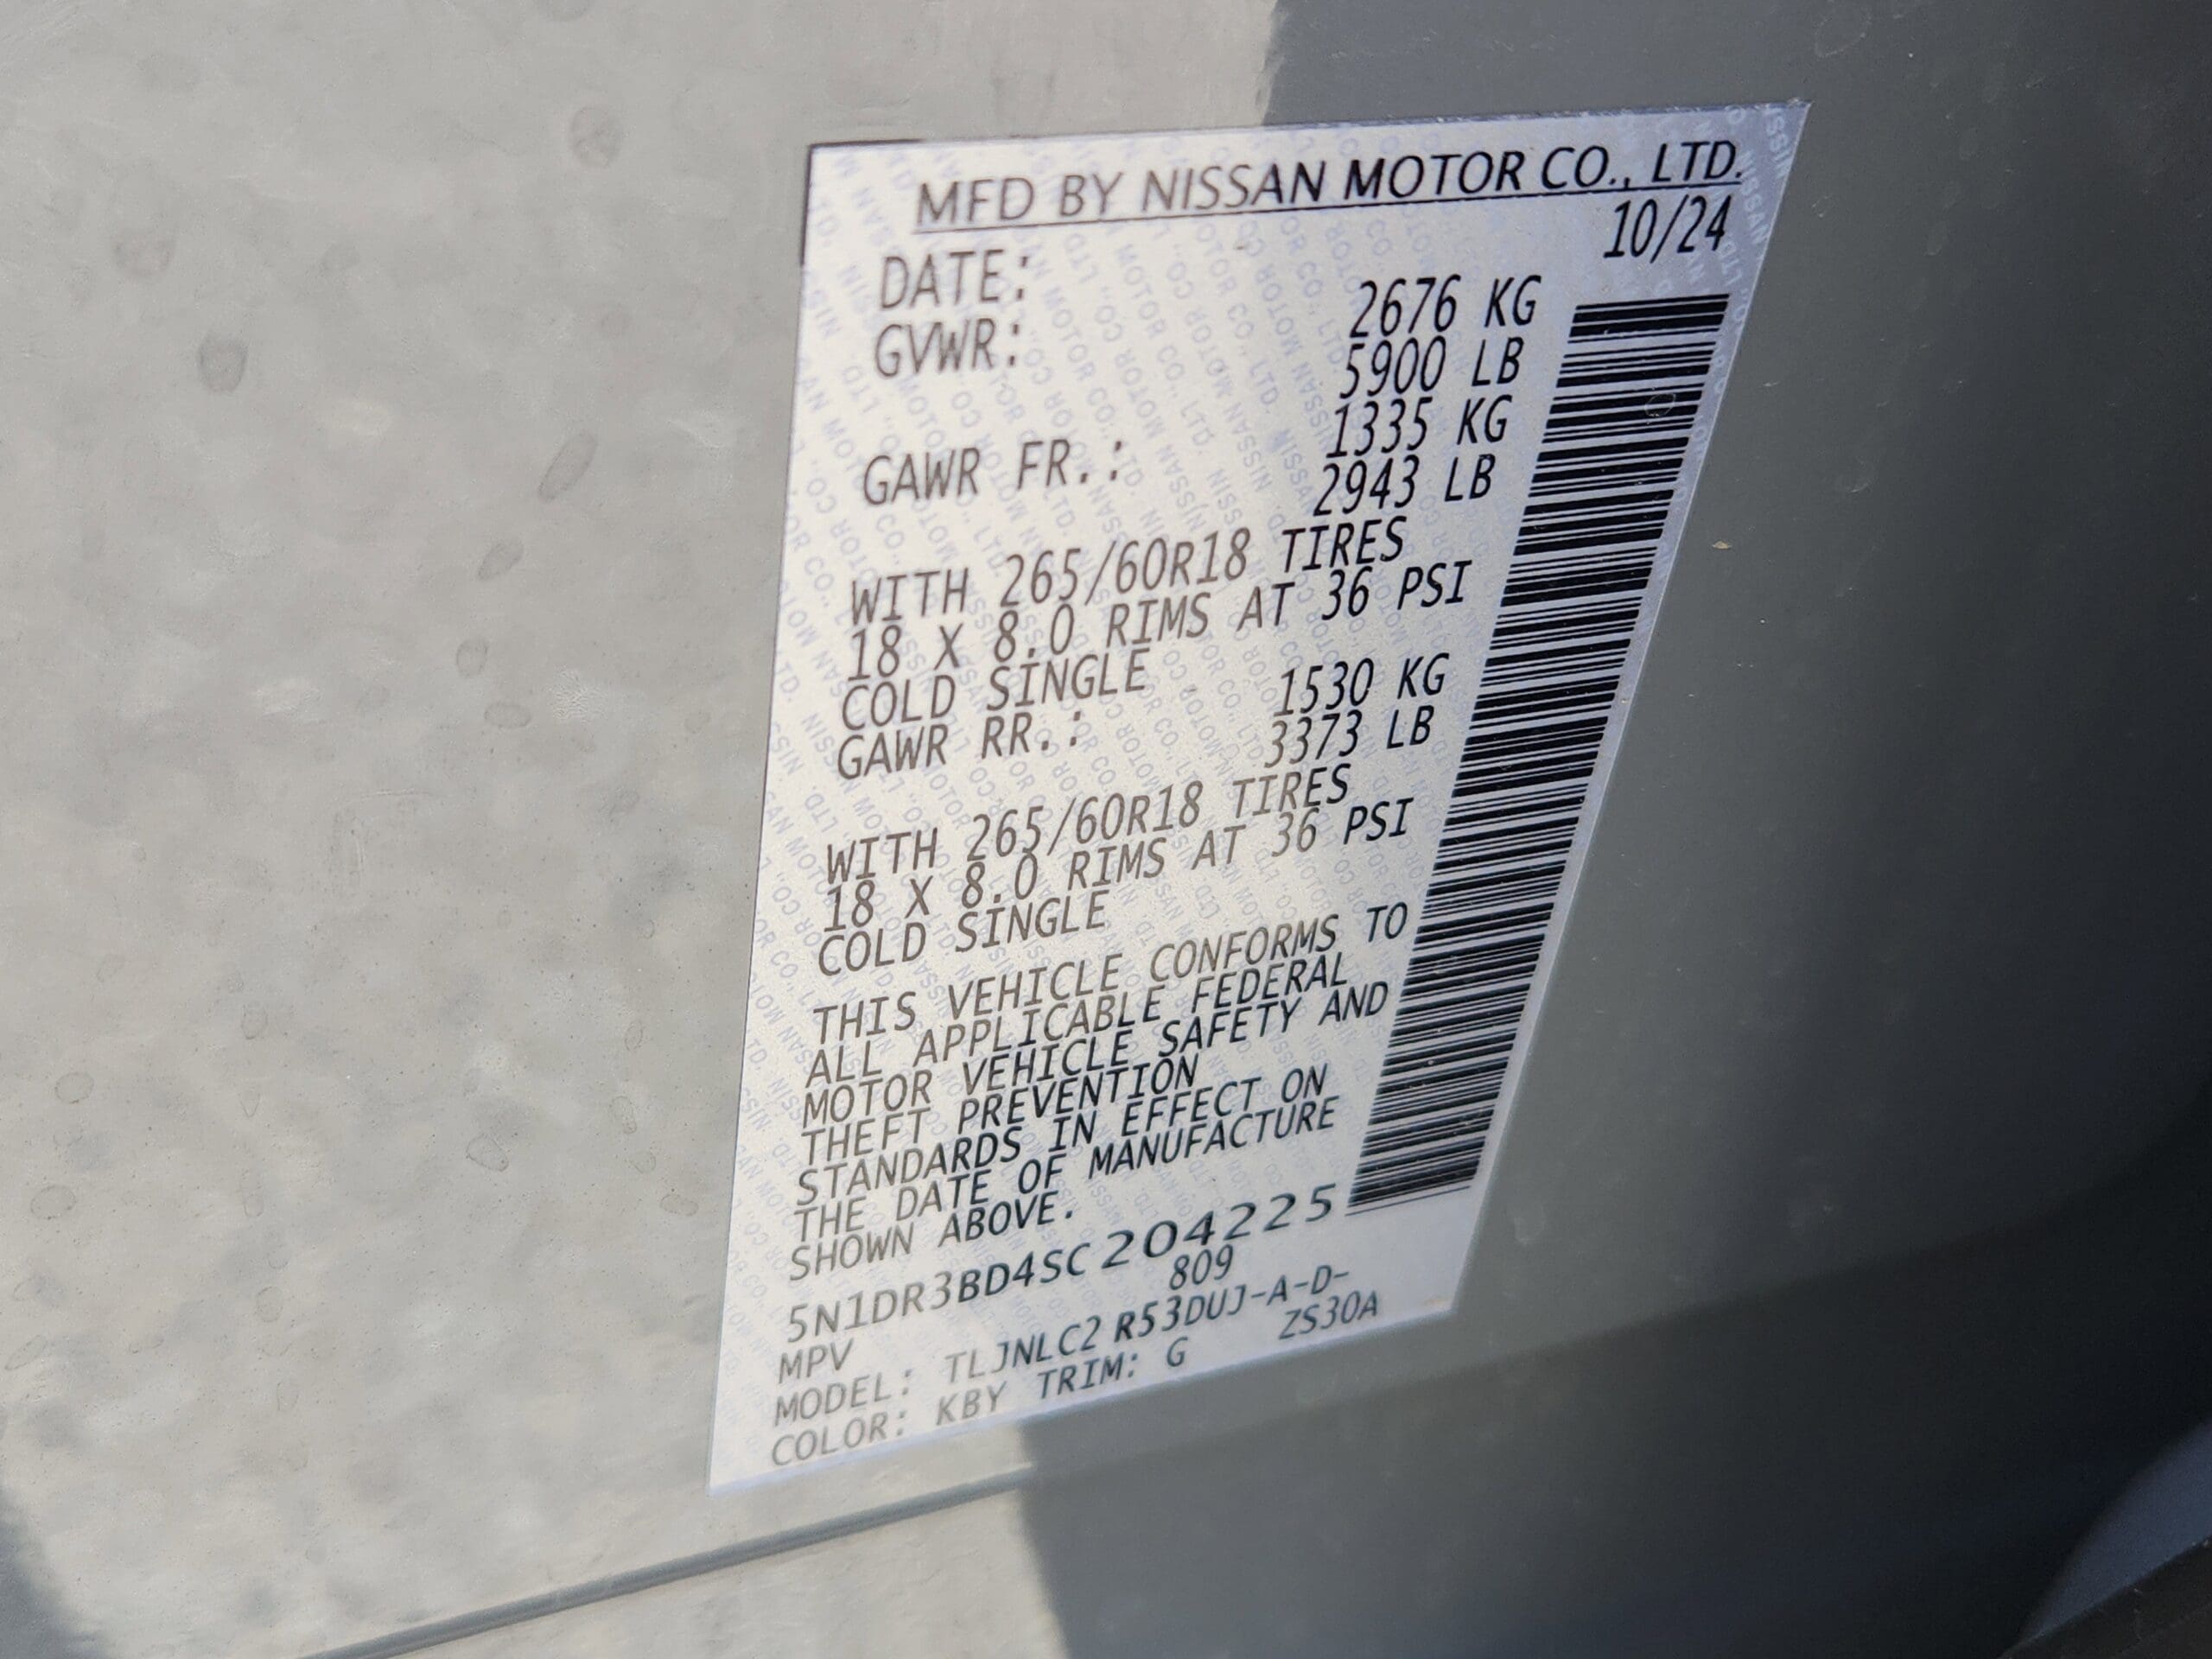 MFD BY NISSAN MOTOR CO., LTD.
DATE: 10/24
GVWR: 2676 KG
5900 LB
GAWR FR.: 1335 KG
2943 LB
WITH 265/60R18 TIRES
18 X 8.0 RIMS AT 36 PSI
COLD SINGLE
GAWR RR.: 1530 KG
3373 LB
WITH 265/60R18 TIRES
18 X 8.0 RIMS AT 36 PSI
COLD SINGLE
THIS VEHICLE CONFORMS TO
ALL APPLICABLE FEDERAL
MOTOR VEHICLE SAFETY AND
THEFT PREVENTION
STANDARDS IN EFFECT ON
THE DATE OF MANUFACTURE
SHOWN ABOVE.
5N1DR3BD4SC204225
MPV 809
MODEL: TLJNLC2 R53DUJ-A-D-
COLOR: KBY TRIM: G ZS30A